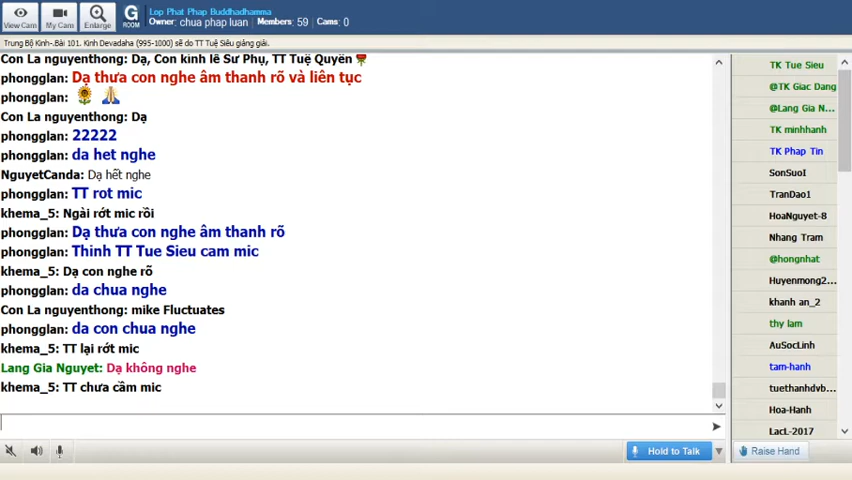 Lop Phat Phap Buddhadhamma
Owner: chua phap luan Members: 59 Cams: 0
View Cam My Cam Enlarge G ROOM
Trung Bộ Kinh-.Bài 101. Kinh Devadaha (995-1000) sẽ do TT Tuệ Siêu giảng giải.
Con La nguyenthong: Dạ, Con kinh lễ Sư Phụ, TT Tuệ Quyền
phongglan: Dạ thưa con nghe âm thanh rõ và liên tục
phongglan:
Con La nguyenthong: Dạ
phongglan: 22222
phongglan: da het nghe
NguyetCanda: Dạ hết nghe
phongglan: TT rot mic
khema_5: Ngài rớt mic rồi
phongglan: Dạ thưa con nghe âm thanh rõ
phongglan: Thinh TT Tue Sieu cam mic
khema_5: Dạ con nghe rõ
phongglan: da chua nghe
Con La nguyenthong: mike Fluctuates
phongglan: da con chua nghe
khema_5: TT lại rớt mic
Lang Gia Nguyet: Dạ không nghe
khema_5: TT chưa cầm mic
TK Tue Sieu
@TK Giac Dang
@Lang Gia N...
TK minhhanh
TK Phap Tin
SonSuoI
TranDao1
HoaNguyet-8
Nhang Tram
@hongnhat
Huyenmong2...
khanh an_2
thy lam
AuSocLinh
tam-hanh
tuethanhdvb...
Hoa-Hanh
LacL-2017
Hold to Talk
Raise Hand